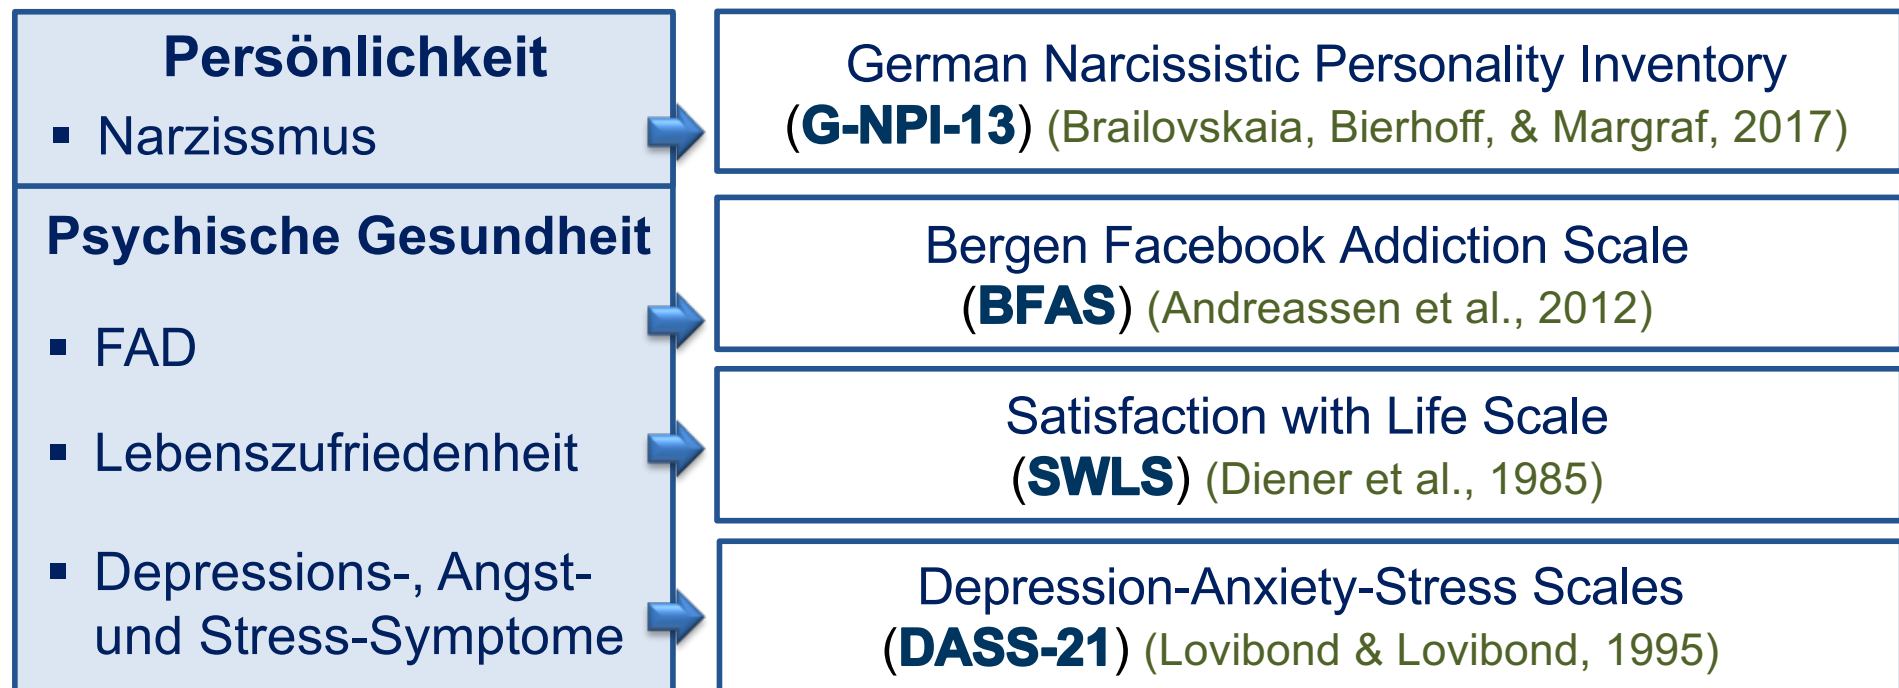 Persönlichkeit
▪ Narzissmus
German Narcissistic Personality Inventory
(G-NPI-13) (Brailovskaia, Bierhoff, & Margraf, 2017)
Psychische Gesundheit
▪ FAD
Bergen Facebook Addiction Scale
(BFAS) (Andreassen et al., 2012)
▪ Lebenszufriedenheit
Satisfaction with Life Scale
(SWLS) (Diener et al., 1985)
▪ Depressions-, Angst-
und Stress-Symptome
Depression-Anxiety-Stress Scales
(DASS-21) (Lovibond & Lovibond, 1995)